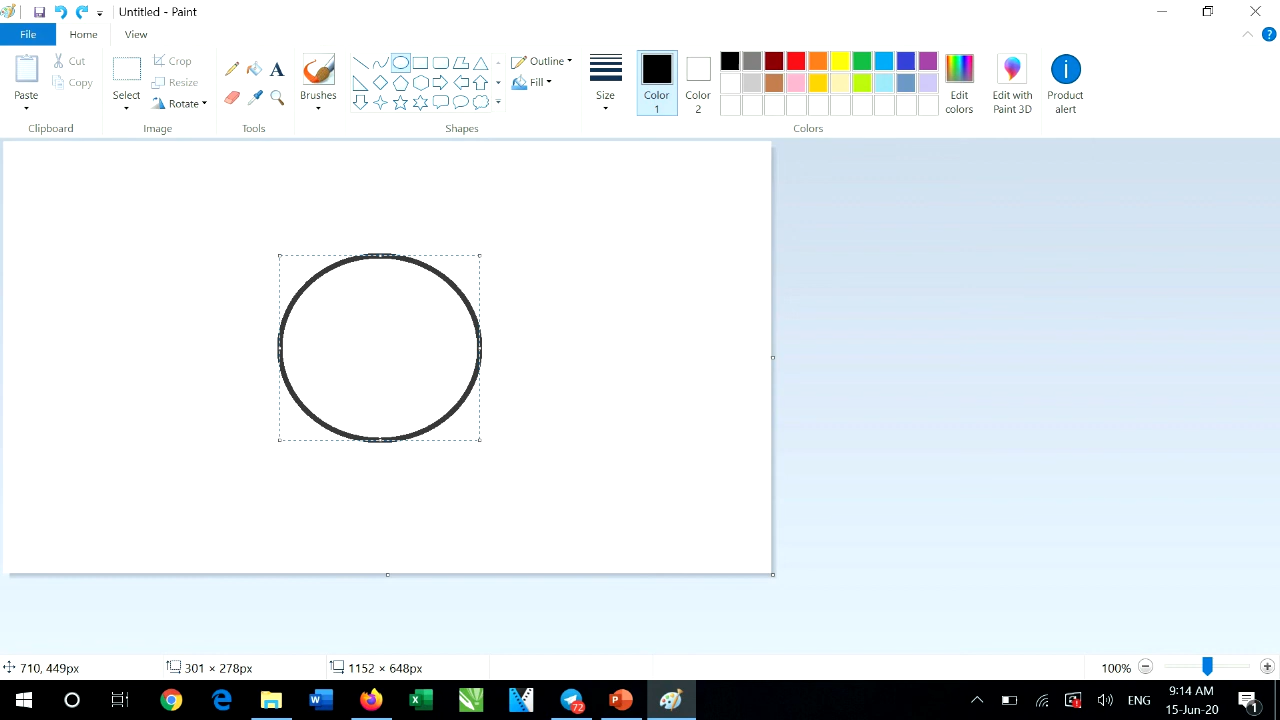 Untitled - Paint
File Home View
Paste
Cut
Copy
Clipboard
Select
Crop
Resize
Rotate
Image
A
Tools
Brushes
Shapes
Outline
Fill
Size
Color 1
Color 2
Colors
Edit colors
Edit with Paint 3D
Product alert
710, 449px 301 × 278px 1152 × 648px 100%
72
ENG
9:14 AM
15-Jun-20
1